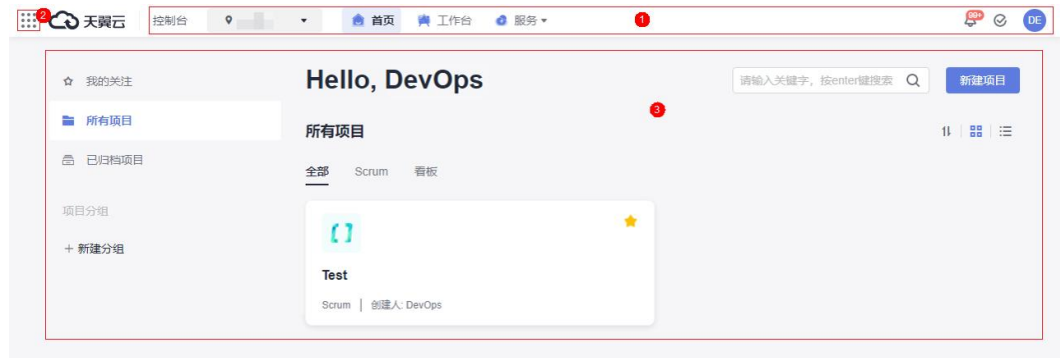 2 天翼云 控制台 首页 工作台 服务 1 99+ DE
我的关注
所有项目
已归档项目
项目分组
+ 新建分组
Hello, DevOps
请输入关键字，按enter键搜索 新建项目
3
所有项目
全部 Scrum 看板
Test
Scrum | 创建人: DevOps